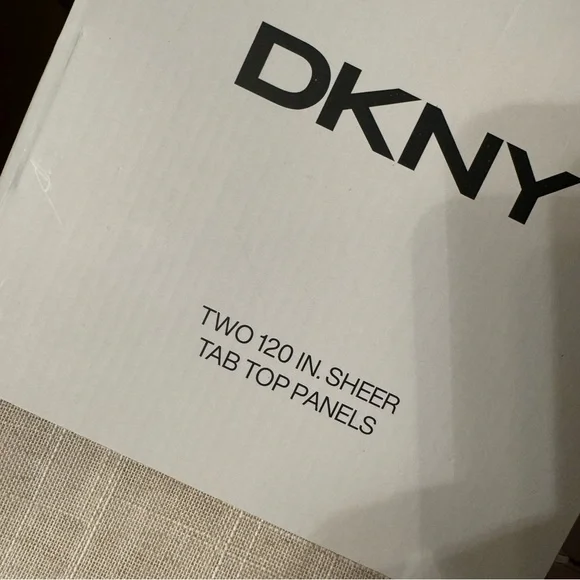 DKNY
TWO 120 IN. SHEER
TAB TOP PANELS